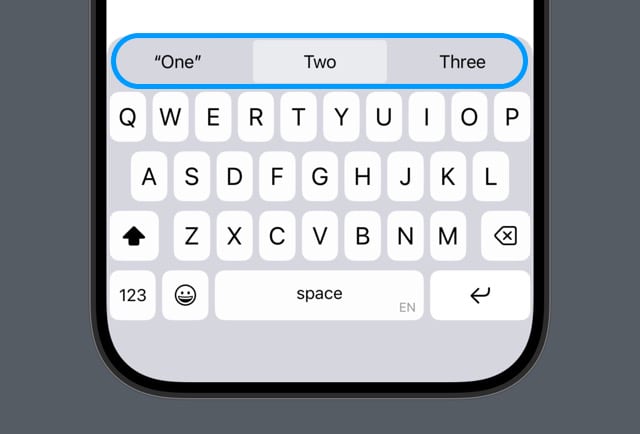 “One” Two Three
Q W E R T Y U I O P
A S D F G H J K L
Z X C V B N M
123 space EN